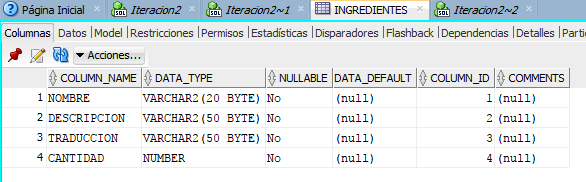 Página Inicial Iteracion2 Iteracion2~1 INGREDIENTES Iteracion2~2
Columnas Datos Model Restricciones Permisos Estadísticas Disparadores Flashback Dependencias Detalles
Acciones...
COLUMN_NAME DATA_TYPE NULLABLE DATA_DEFAULT COLUMN_ID COMMENTS
1 NOMBRE VARCHAR2(20 BYTE) No (null) 1 (null)
2 DESCRIPCION VARCHAR2(50 BYTE) No (null) 2 (null)
3 TRADUCCION VARCHAR2(50 BYTE) No (null) 3 (null)
4 CANTIDAD NUMBER No (null) 4 (null)